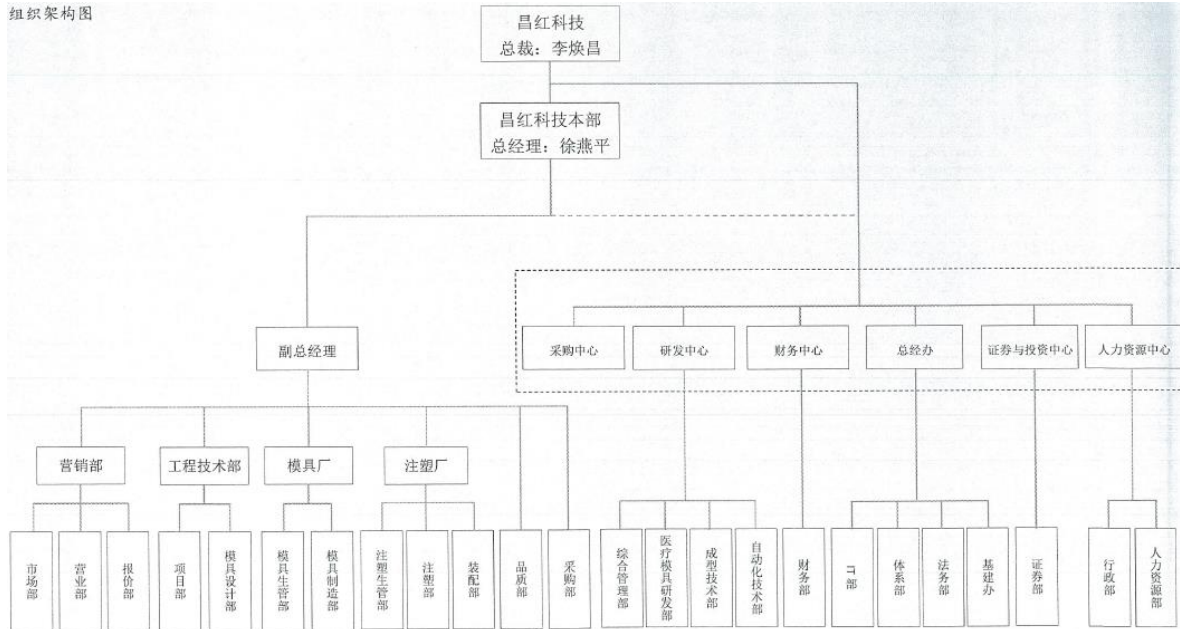 组织架构图
昌红科技
总裁：李焕昌
昌红科技本部
总经理：徐燕平
副总经理
采购中心
研发中心
财务中心
总经办
证券与投资中心
人力资源中心
营销部
工程技术部
模具厂
注塑厂
市场部
营业部
报价部
项目部
模具设计部
模具生管部
模具制造部
注塑生管部
注塑部
装配部
品质部
采购部
综合管理部
医疗模具研发部
成型技术部
自动化技术部
财务部
IT部
体系部
法务部
基建办
证券部
行政部
人力资源部